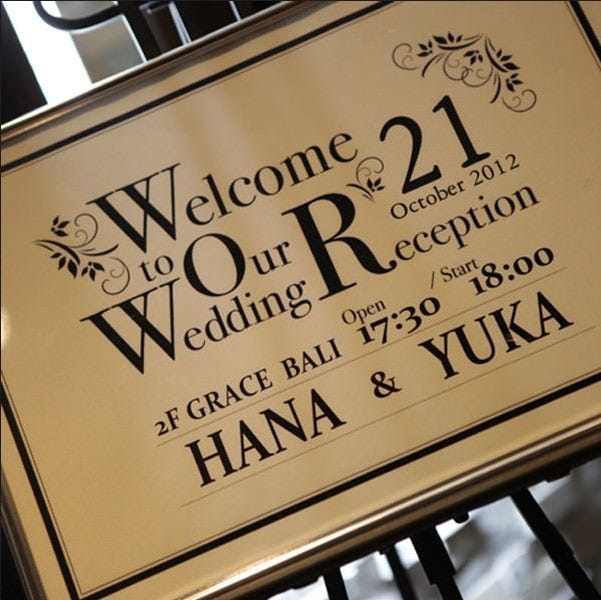 Welcome
to Our
21
October 2012
Wedding Reception
2F GRACE BALI Open 17:30 / Start 18:00
HANA & YUKA